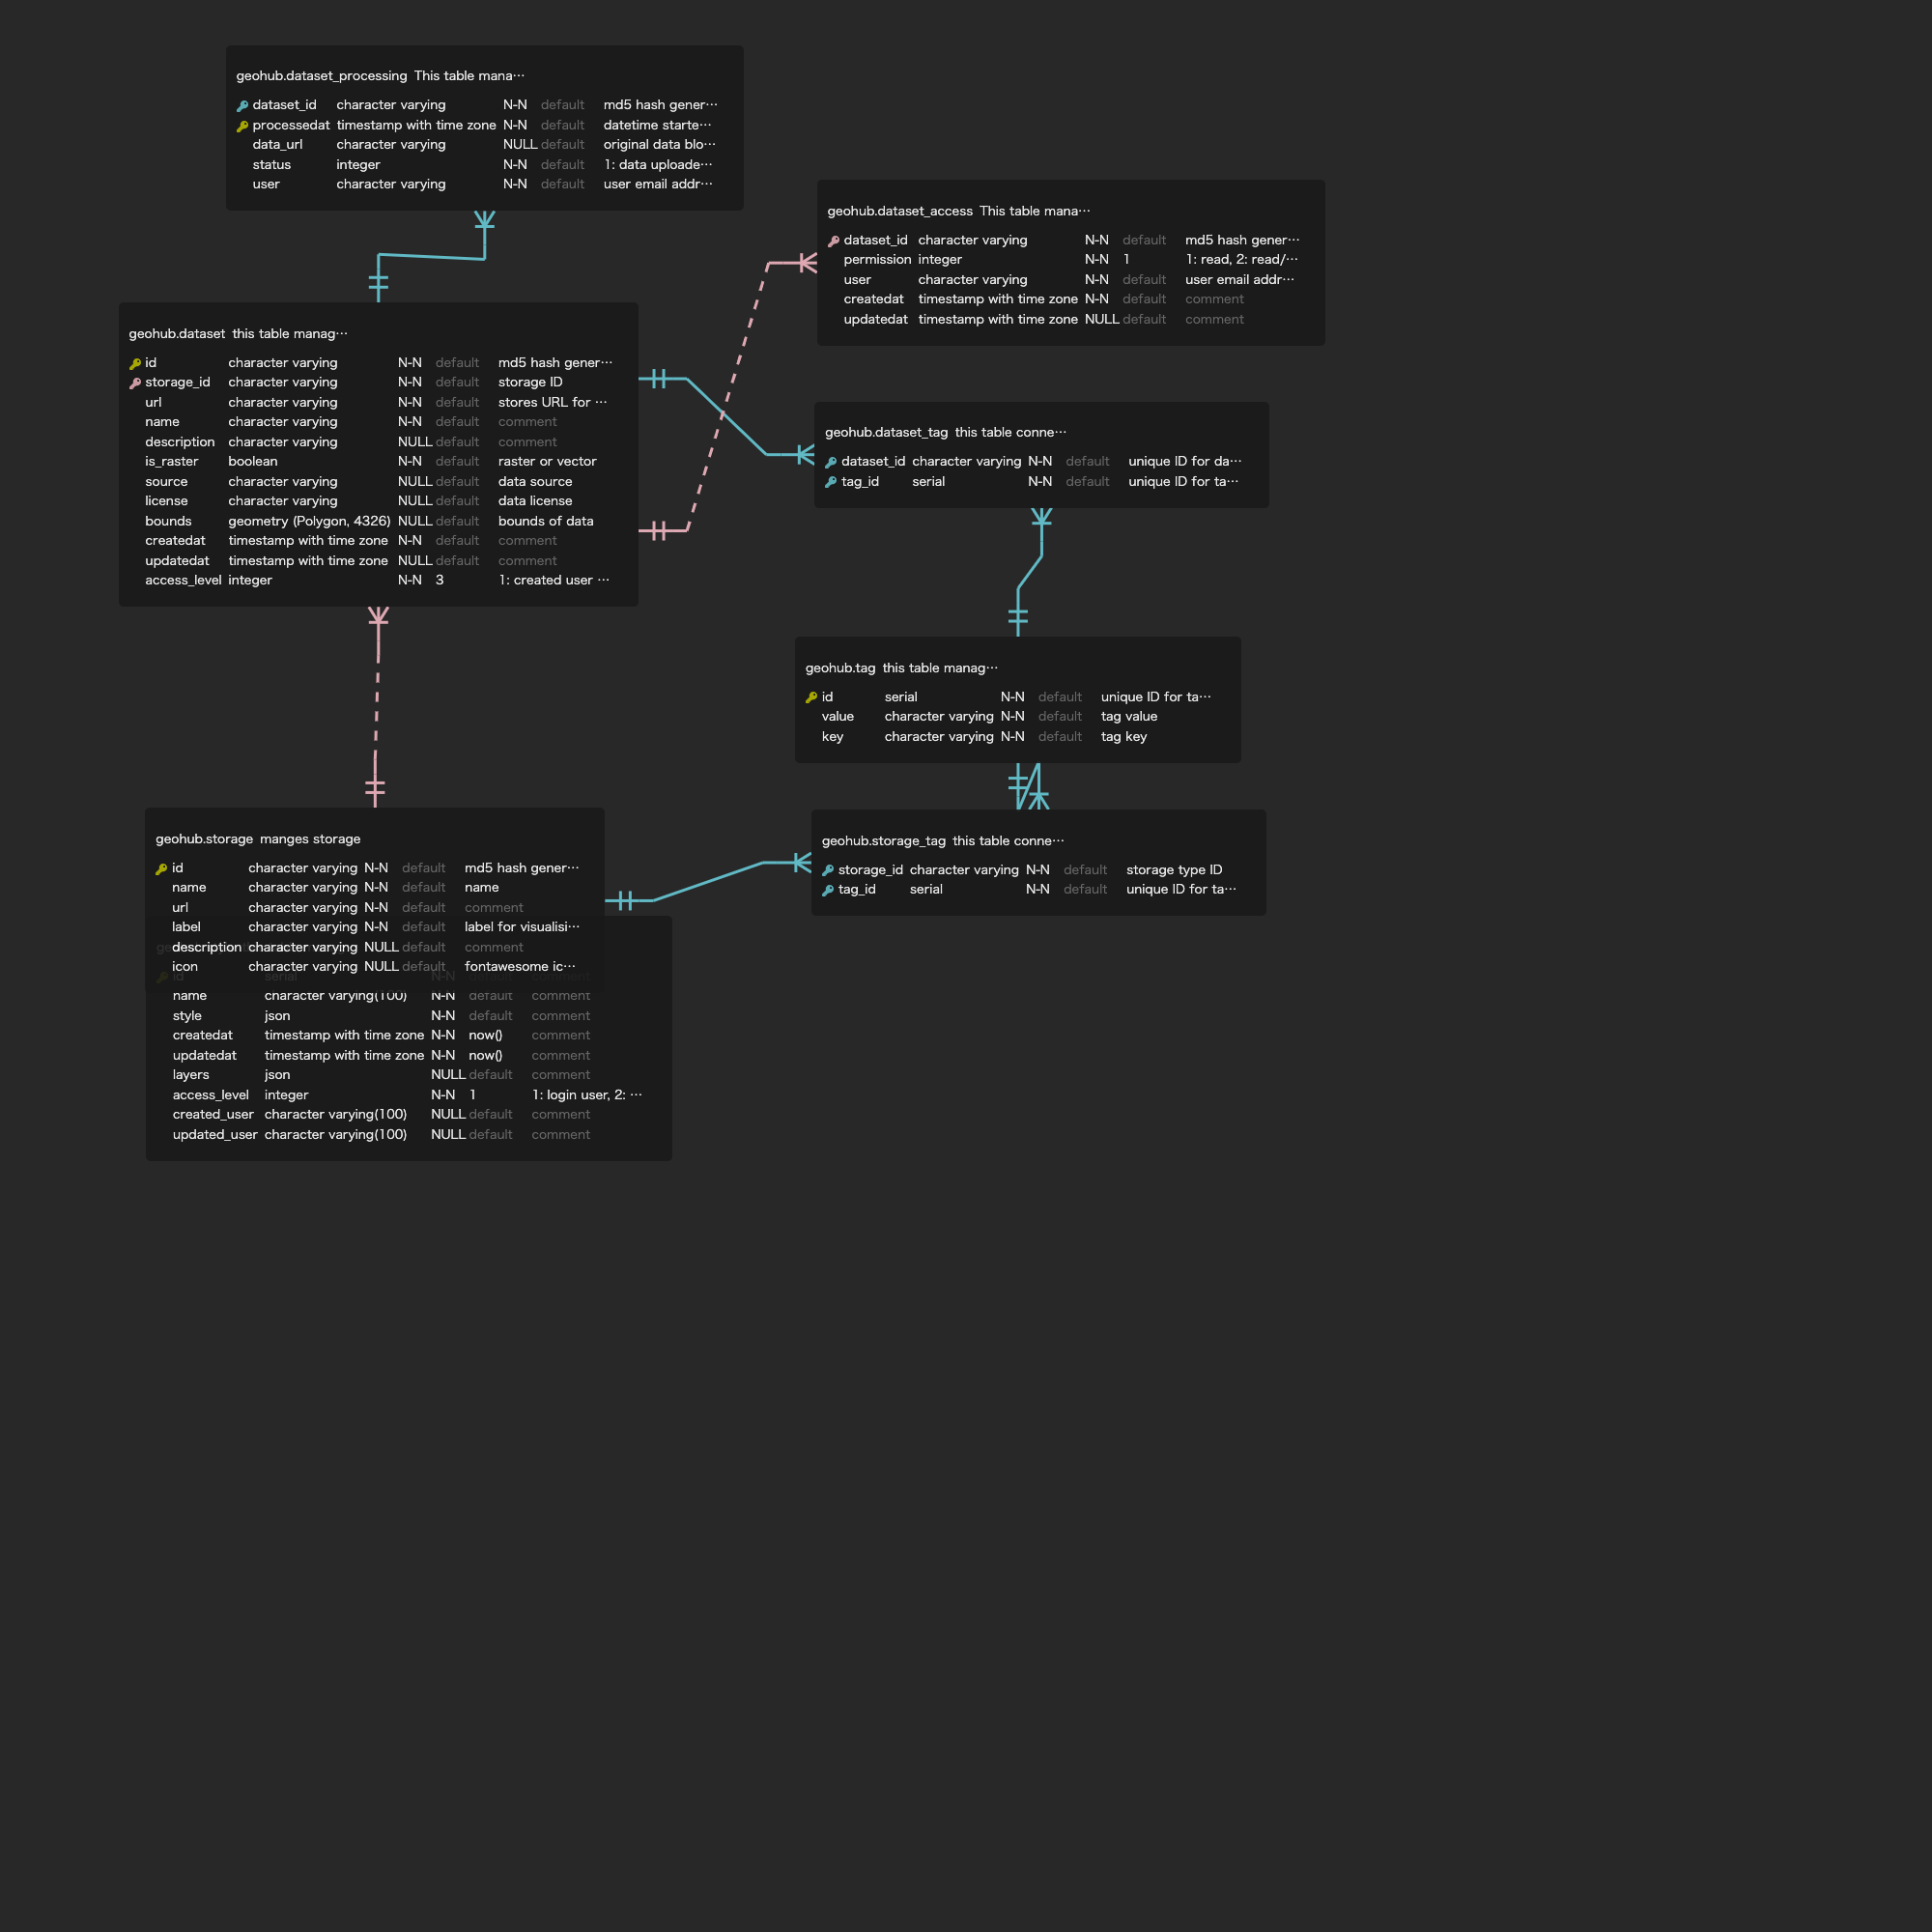 geohub.dataset_processing This table mana…
dataset_id character varying N-N default md5 hash gener…
processedat timestamp with time zone N-N default datetime starte…
data_url character varying NULL default original data blo…
status integer N-N default 1: data uploade…
user character varying N-N default user email addr…
geohub.dataset_access This table mana…
dataset_id character varying N-N default md5 hash gener…
permission integer N-N 1 1: read, 2: read/…
user character varying N-N default user email addr…
createdat timestamp with time zone N-N default comment
updatedat timestamp with time zone NULL default comment
geohub.dataset this table manag…
id character varying N-N default md5 hash gener…
storage_id character varying N-N default storage ID
url character varying N-N default stores URL for …
name character varying N-N default comment
description character varying NULL default comment
is_raster boolean N-N default raster or vector
source character varying NULL default data source
license character varying NULL default data license
bounds geometry (Polygon, 4326) NULL default bounds of data
createdat timestamp with time zone N-N default comment
updatedat timestamp with time zone NULL default comment
access_level integer N-N 3 1: created user …
geohub.dataset_tag this table conne…
dataset_id character varying N-N default unique ID for da…
tag_id serial N-N default unique ID for ta…
geohub.tag this table manag…
id serial N-N default unique ID for ta…
value character varying N-N default tag value
key character varying N-N default tag key
geohub.storage manges storage
id character varying N-N default md5 hash gener…
name character varying N-N default name
url character varying N-N default comment
label character varying N-N default label for visualisi…
description character varying NULL default comment
icon character varying NULL default fontawesome ic…
geohub.storage_tag this table conne…
storage_id character varying N-N default storage type ID
tag_id serial N-N default unique ID for ta…
id serial N-N
name character varying(100) N-N default comment
style json N-N default comment
createdat timestamp with time zone N-N now() comment
updatedat timestamp with time zone N-N now() comment
layers json NULL default comment
access_level integer N-N 1 1: login user, 2: …
created_user character varying(100) NULL default comment
updated_user character varying(100) NULL default comment